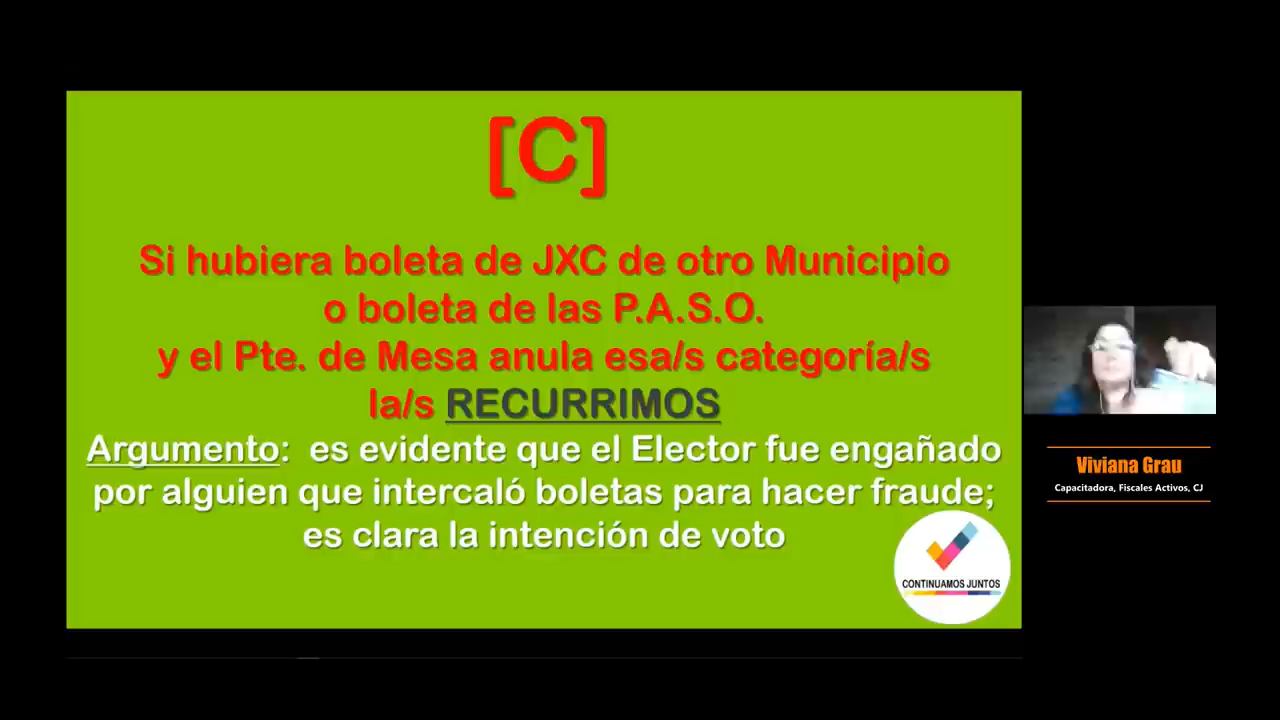 [C]
Si hubiera boleta de JXC de otro Municipio
o boleta de las P.A.S.O.
y el Pte. de Mesa anula esa/s categoría/s
la/s RECURRIMOS
Argumento: es evidente que el Elector fue engañado
por alguien que intercaló boletas para hacer fraude;
es clara la intención de voto
CONTINUAMOS JUNTOS
Viviana Grau
Capacitadora, Fiscales Activos, CJ